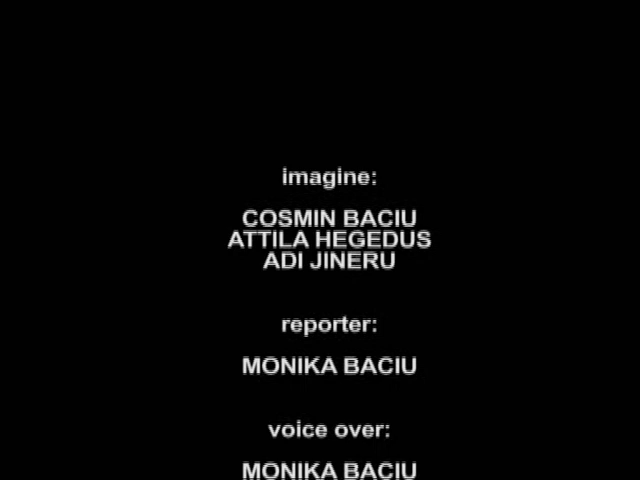 imagine:
COSMIN BACIU
ATTILA HEGEDUS
ADI JINERU
reporter:
MONIKA BACIU
voice over:
MONIKA BACIU